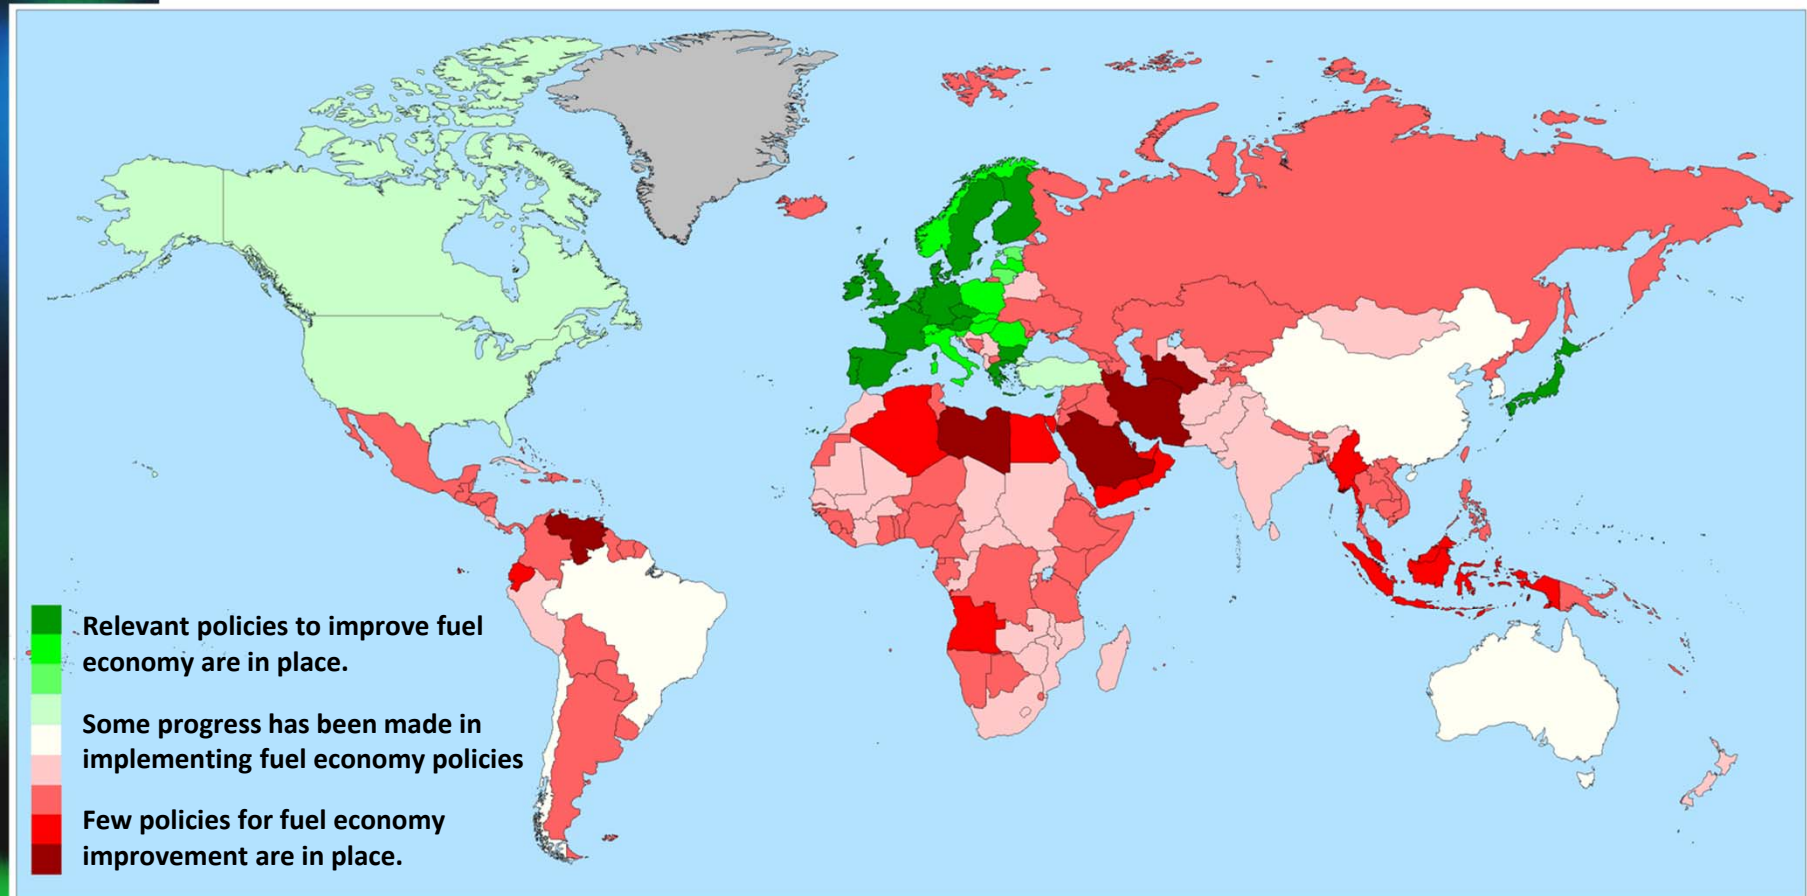 Relevant policies to improve fuel
economy are in place.
Some progress has been made in
implementing fuel economy policies
Few policies for fuel economy
improvement are in place.